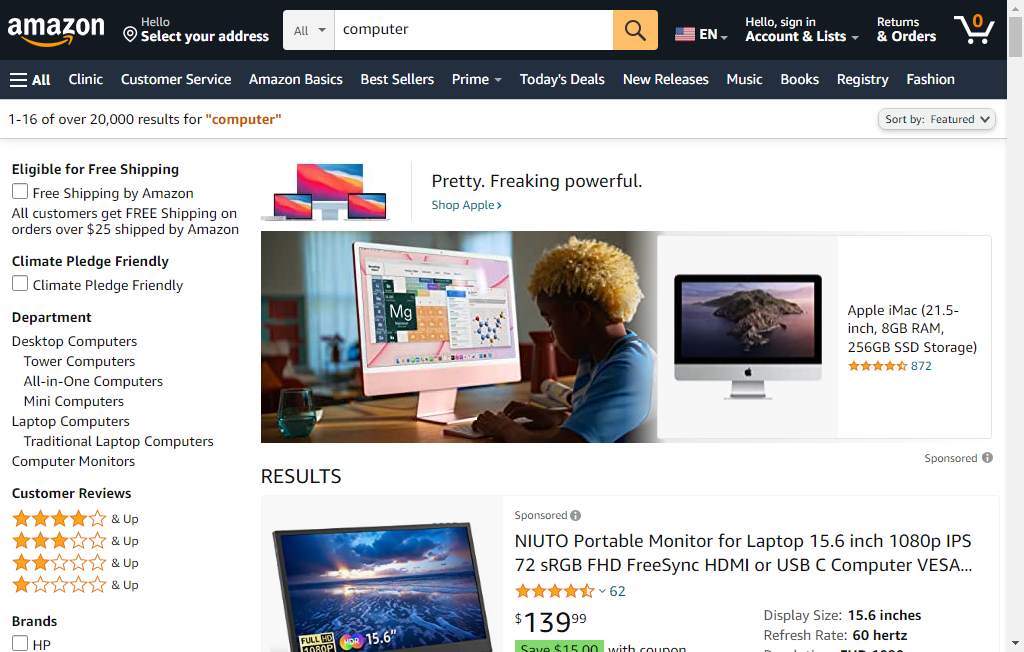 amazon
Hello
Select your address
All
computer
EN
Hello, sign in
Account & Lists
Returns
& Orders
0
All
Clinic
Customer Service
Amazon Basics
Best Sellers
Prime
Today's Deals
New Releases
Music
Books
Registry
Fashion
1-16 of over 20,000 results for "computer"
Sort by: Featured
Eligible for Free Shipping
Free Shipping by Amazon
All customers get FREE Shipping on
orders over $25 shipped by Amazon
Climate Pledge Friendly
Climate Pledge Friendly
Department
Desktop Computers
Tower Computers
All-in-One Computers
Mini Computers
Laptop Computers
Traditional Laptop Computers
Computer Monitors
Customer Reviews
& Up
& Up
& Up
& Up
Brands
HP
Pretty. Freaking powerful.
Shop Apple ›
Mg
Apple iMac (21.5-
inch, 8GB RAM,
256GB SSD Storage)
872
Sponsored
RESULTS
FULL HD
1080P
HDR
15.6"
Sponsored
NIUTO Portable Monitor for Laptop 15.6 inch 1080p IPS
72 sRGB FHD FreeSync HDMI or USB C Computer VESA...
62
$13999
Save $15.00 with coupon
Display Size: 15.6 inches
Refresh Rate: 60 hertz